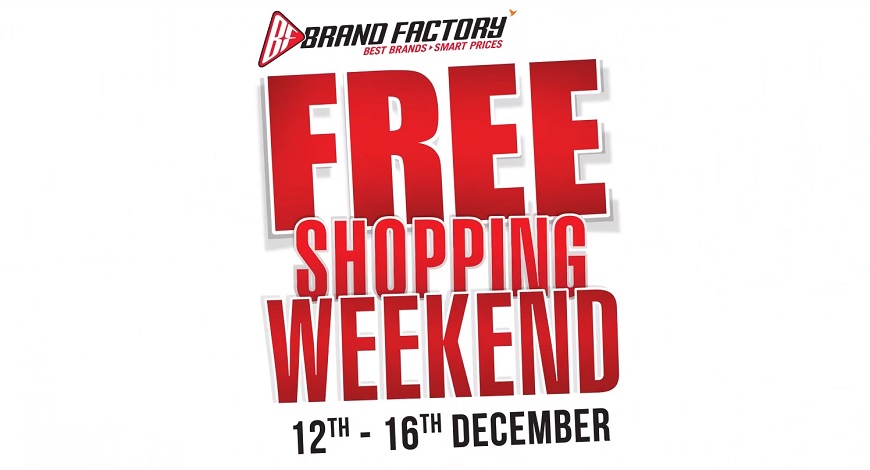 BF BRAND FACTORY
BEST BRANDS SMART PRICES
FREE
SHOPPING
WEEKEND
12TH - 16TH DECEMBER